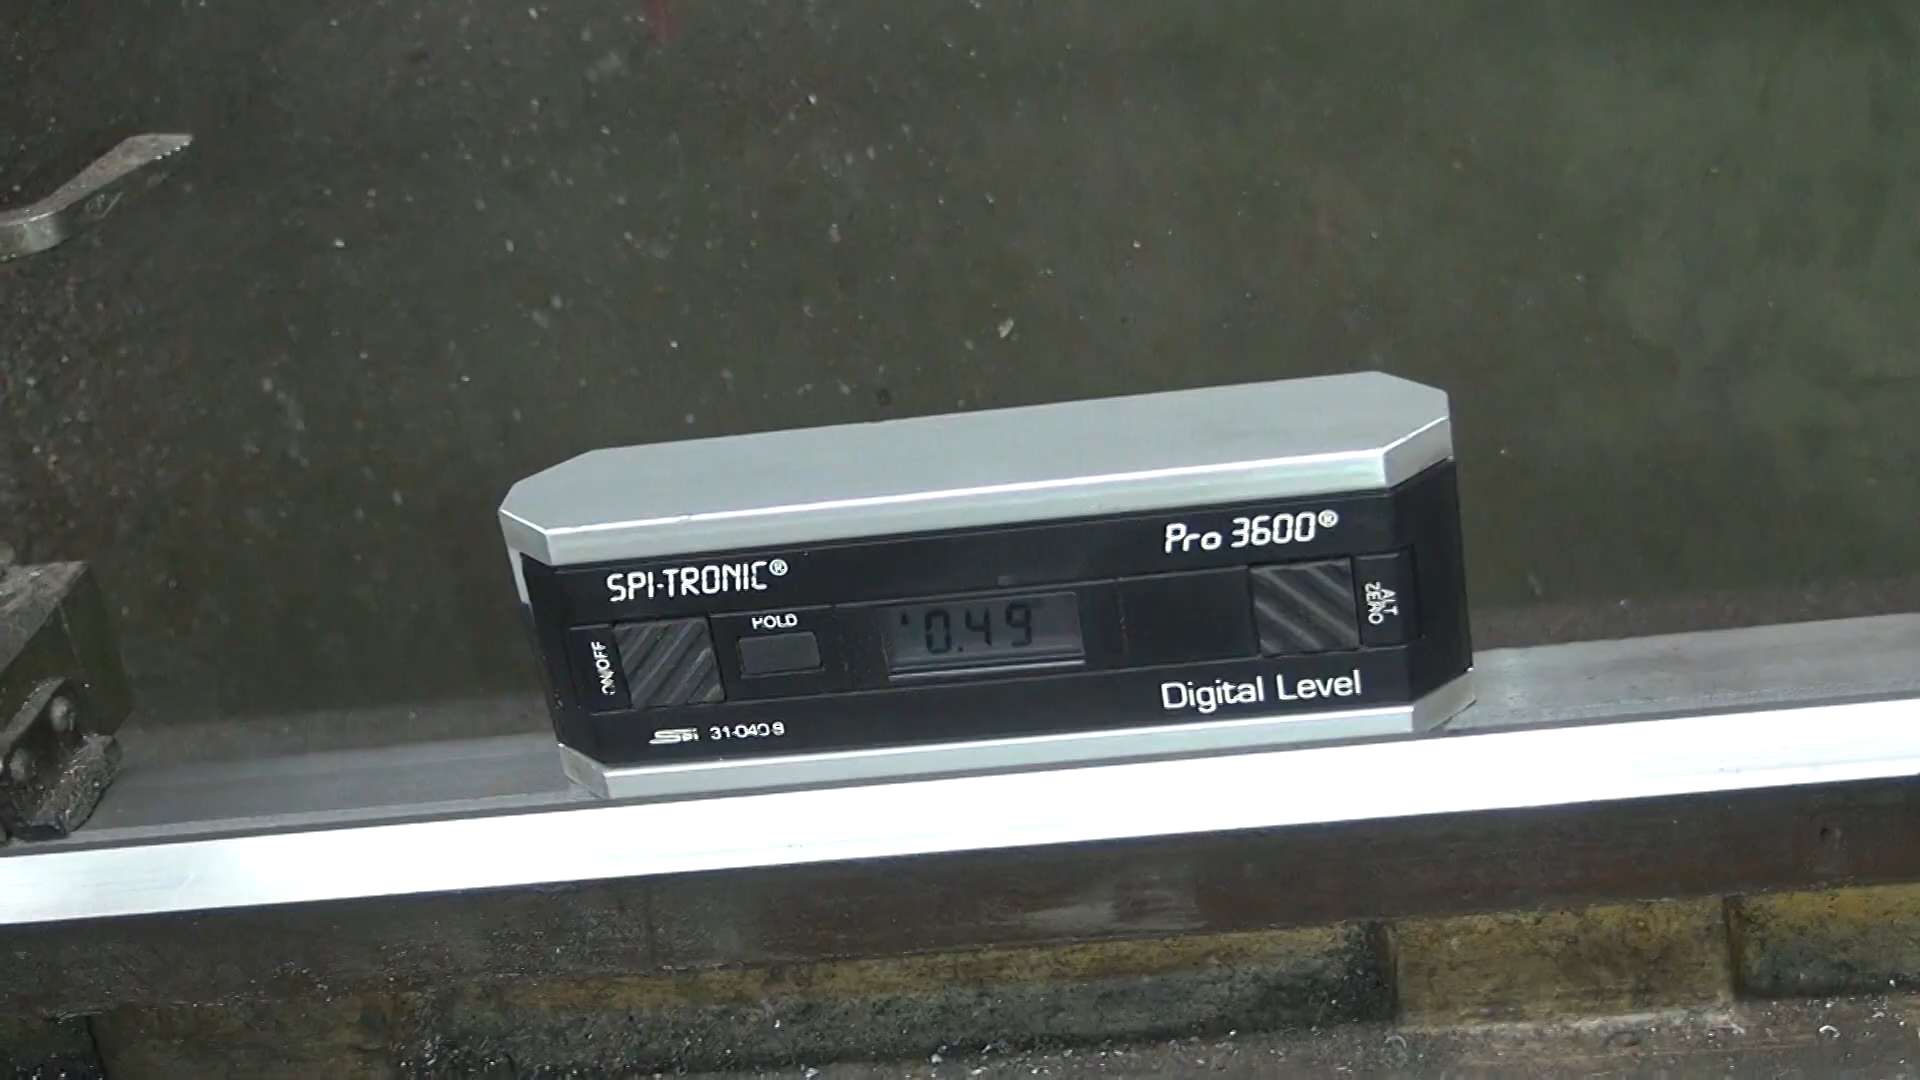 Pro 3600®
SPI-TRONIC®
HOLD
0.49
ON/OFF
ALT
ZERO
Digital Level
SPi 31-040-9